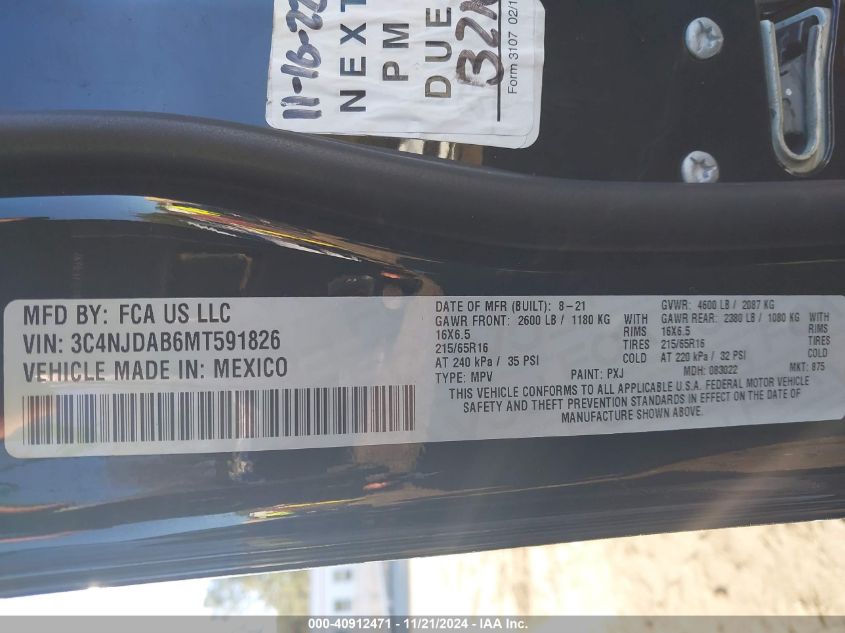 11-16-22
NEXT
PM
DUE
32
Form 3107 02/1
MFD BY: FCA US LLC
VIN: 3C4NJDAB6MT591826
VEHICLE MADE IN: MEXICO
DATE OF MFR (BUILT): 8-21 GVWR: 4600 LB / 2087 KG
GAWR FRONT: 2600 LB / 1180 KG WITH GAWR REAR: 2380 LB / 1080 KG WITH
16X6.5 RIMS 16X6.5 RIMS
215/65R16 TIRES 215/65R16 TIRES
AT 240 kPa / 35 PSI COLD AT 220 kPa / 32 PSI COLD
TYPE: MPV PAINT: PXJ MDH: 083022 MKT: 875
THIS VEHICLE CONFORMS TO ALL APPLICABLE U.S.A. FEDERAL MOTOR VEHICLE
SAFETY AND THEFT PREVENTION STANDARDS IN EFFECT ON THE DATE OF
MANUFACTURE SHOWN ABOVE.
000-40912471 - 11/21/2024 - IAA Inc.